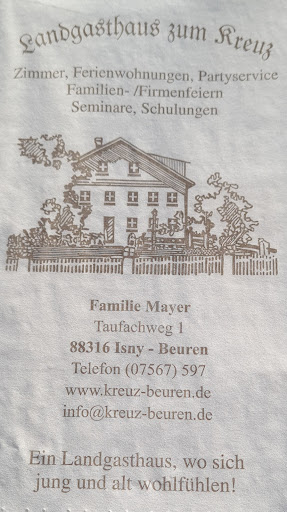 Landgasthaus zum Kreuz
Zimmer, Ferienwohnungen, Partyservice
Familien- /Firmenfeiern
Seminare, Schulungen
Familie Mayer
Taufachweg 1
88316 Isny - Beuren
Telefon (07567) 597
www.kreuz-beuren.de
info@kreuz-beuren.de
Ein Landgasthaus, wo sich
jung und alt wohlfühlen!